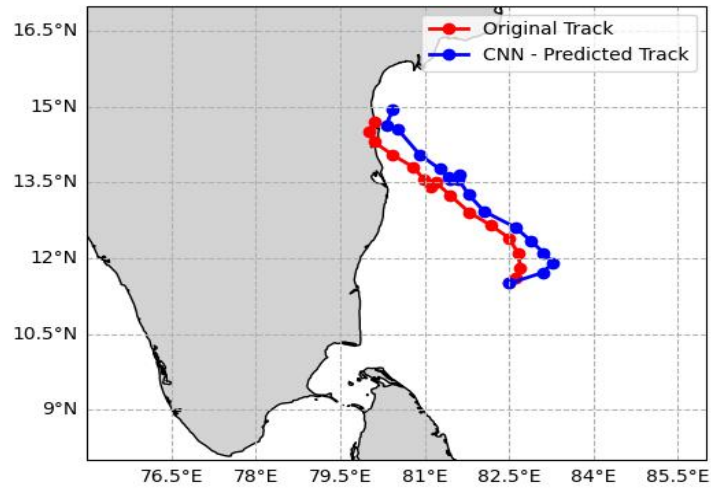 16.5°N
Original Track
CNN - Predicted Track
15°N
13.5°N
12°N
10.5°N
9°N
76.5°E 78°E 79.5°E 81°E 82.5°E 84°E 85.5°E